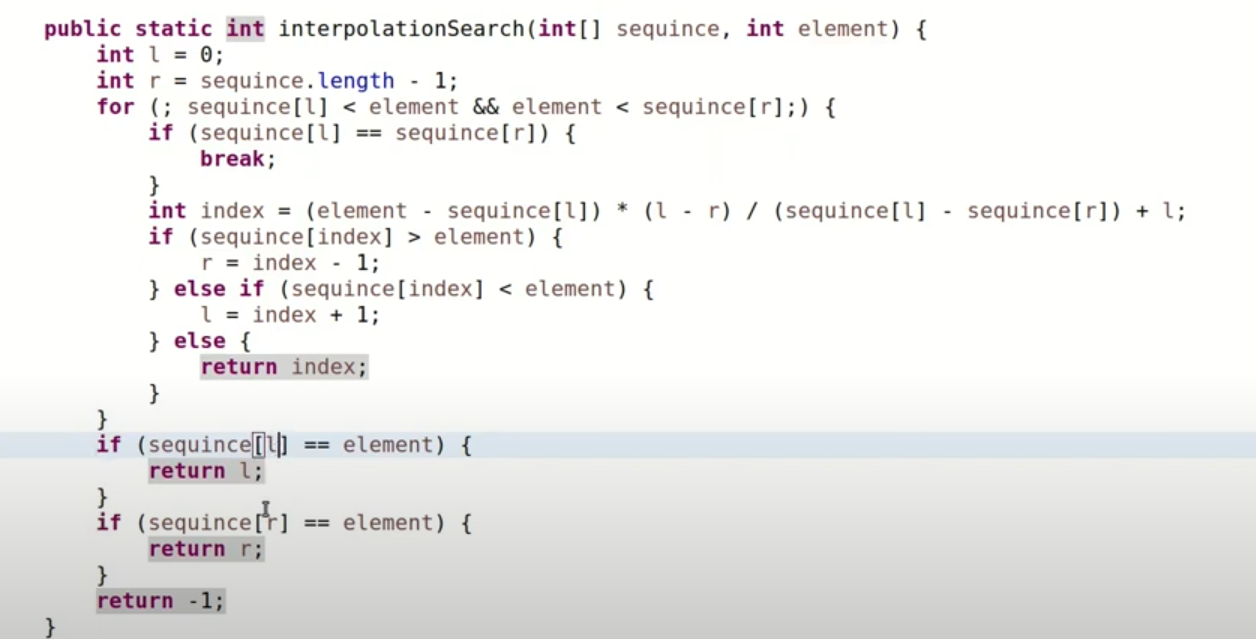 public static int interpolationSearch(int[] sequince, int element) {
    int l = 0;
    int r = sequince.length - 1;
    for (; sequince[l] < element && element < sequince[r];) {
        if (sequince[l] == sequince[r]) {
            break;
        }
        int index = (element - sequince[l]) * (l - r) / (sequince[l] - sequince[r]) + l;
        if (sequince[index] > element) {
            r = index - 1;
        } else if (sequince[index] < element) {
            l = index + 1;
        } else {
            return index;
        }
    }
    if (sequince[l] == element) {
        return l;
    }
    if (sequince[r] == element) {
        return r;
    }
    return -1;
}